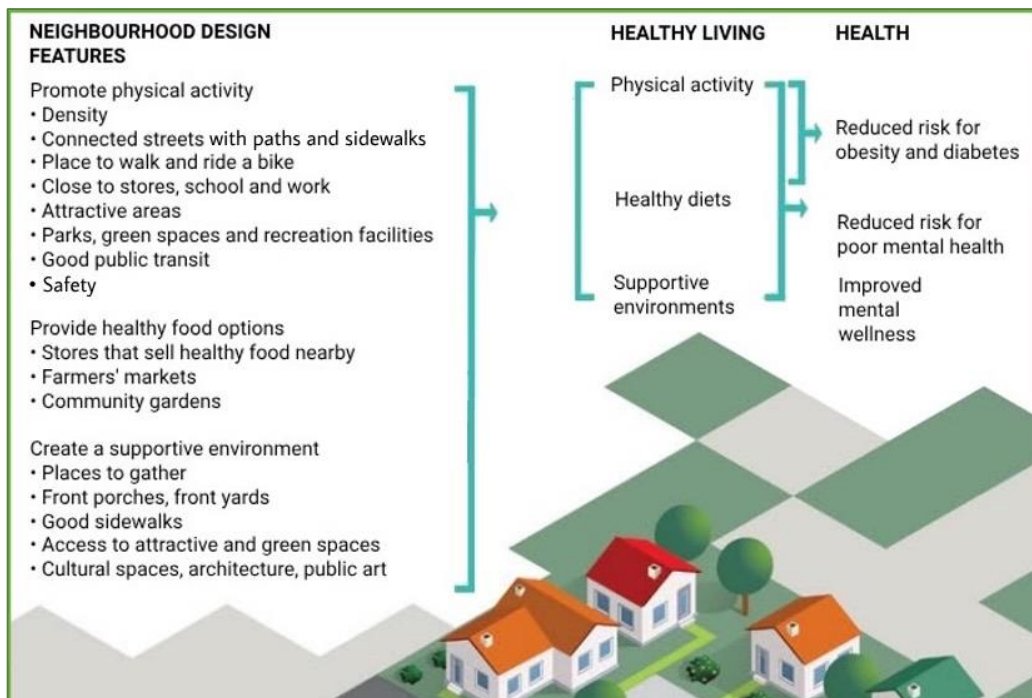 NEIGHBOURHOOD DESIGN
FEATURES
Promote physical activity
• Density
• Connected streets with paths and sidewalks
• Place to walk and ride a bike
• Close to stores, school and work
• Attractive areas
• Parks, green spaces and recreation facilities
• Good public transit
• Safety
Provide healthy food options
• Stores that sell healthy food nearby
• Farmers' markets
• Community gardens
Create a supportive environment
• Places to gather
• Front porches, front yards
• Good sidewalks
• Access to attractive and green spaces
• Cultural spaces, architecture, public art
HEALTHY LIVING
Physical activity
Healthy diets
Supportive
environments
HEALTH
Reduced risk for
obesity and diabetes
Reduced risk for
poor mental health
Improved
mental
wellness